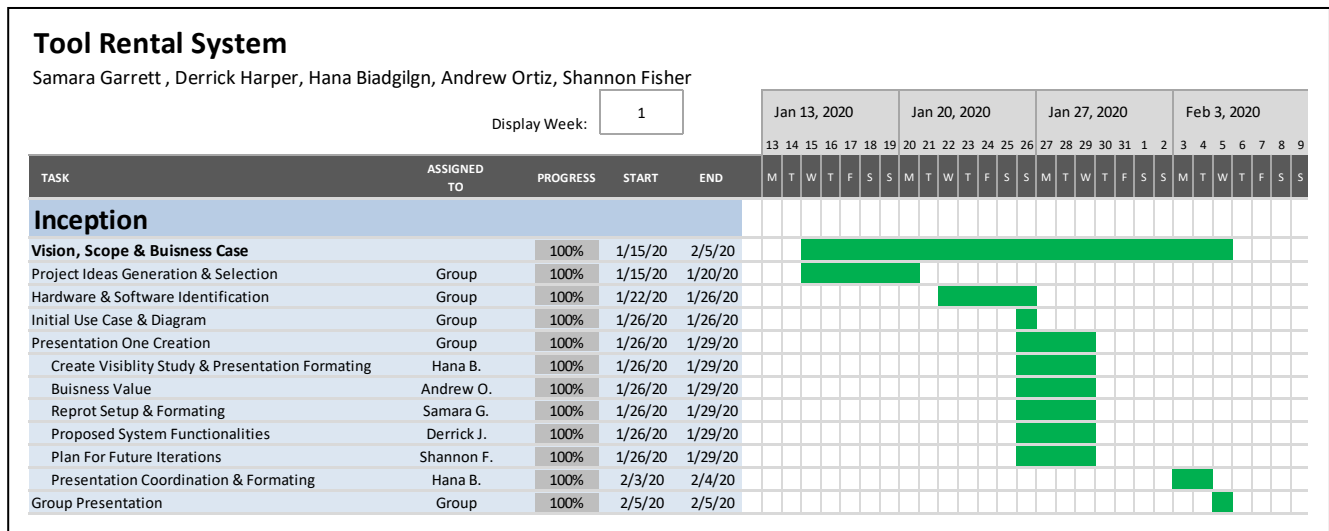 Tool Rental System
Samara Garrett , Derrick Harper, Hana Biadgilgn, Andrew Ortiz, Shannon Fisher
Display Week: 1
Jan 13, 2020 Jan 20, 2020 Jan 27, 2020 Feb 3, 2020
13 14 15 16 17 18 19 20 21 22 23 24 25 26 27 28 29 30 31 1 2 3 4 5 6 7 8 9
TASK ASSIGNED TO PROGRESS START END M T W T F S S M T W T F S S M T W T F S S M T W T F S S
Inception
Vision, Scope & Buisness Case 100% 1/15/20 2/5/20
Project Ideas Generation & Selection Group 100% 1/15/20 1/20/20
Hardware & Software Identification Group 100% 1/22/20 1/26/20
Initial Use Case & Diagram Group 100% 1/26/20 1/26/20
Presentation One Creation Group 100% 1/26/20 1/29/20
Create Visiblity Study & Presentation Formating Hana B. 100% 1/26/20 1/29/20
Buisness Value Andrew O. 100% 1/26/20 1/29/20
Reprot Setup & Formating Samara G. 100% 1/26/20 1/29/20
Proposed System Functionalities Derrick J. 100% 1/26/20 1/29/20
Plan For Future Iterations Shannon F. 100% 1/26/20 1/29/20
Presentation Coordination & Formating Hana B. 100% 2/3/20 2/4/20
Group Presentation Group 100% 2/5/20 2/5/20